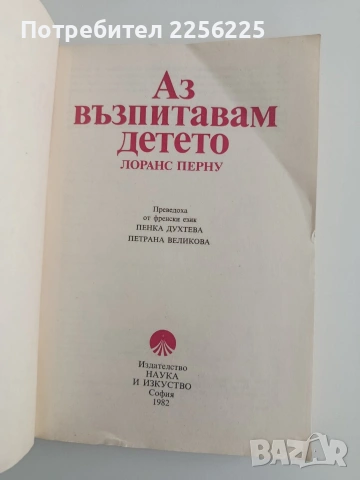 Потребител 2256225
Аз
възпитавам
детето
ЛОРАНС ПЕРНУ
Преведоха
от френски език
ПЕНКА ДУХТЕВА
ПЕТРАНА ВЕЛИКОВА
Издателство
НАУКА
И ИЗКУСТВО
София
1982
BAZAR